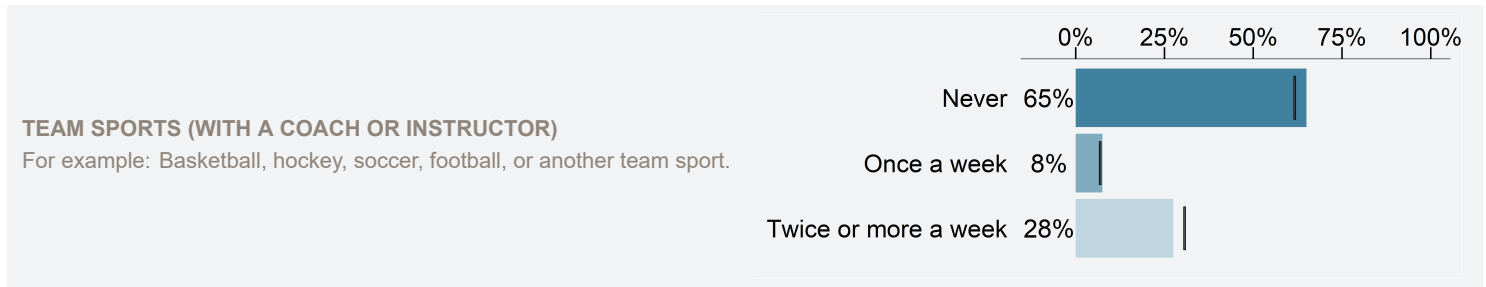 0% 25% 50% 75% 100%
Never 65%
TEAM SPORTS (WITH A COACH OR INSTRUCTOR)
For example: Basketball, hockey, soccer, football, or another team sport.
Once a week 8%
Twice or more a week 28%